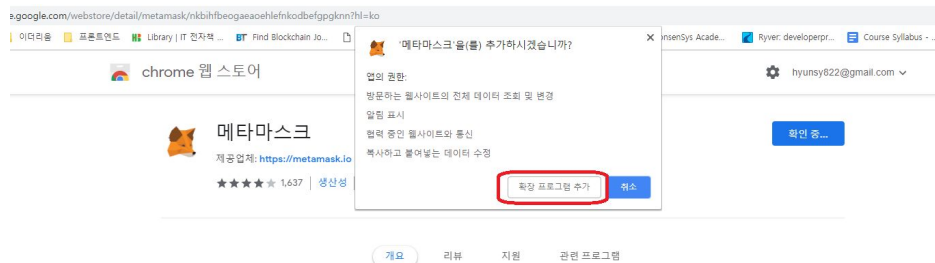 e.google.com/webstore/detail/metamask/nkbihfbeogaeaoehlefnkodbefgpgknn?hl=ko
이더리움 프론트엔드 Library | IT 전자책 ... BT Find Blockchain Jo... onsenSys Acade... Ryver: developerpr... Course Syllabus - ...
'메타마스크'을(를) 추가하시겠습니까?
chrome 웹 스토어
hyunsy822@gmail.com
앱의 권한:
방문하는 웹사이트의 전체 데이터 조회 및 변경
알림 표시
협력 중인 웹사이트와 통신
복사하고 붙여넣는 데이터 수정
확장 프로그램 추가 취소
메타마스크
확인 중...
제공업체: https://metamask.io
1,637 생산성
개요 리뷰 지원 관련 프로그램